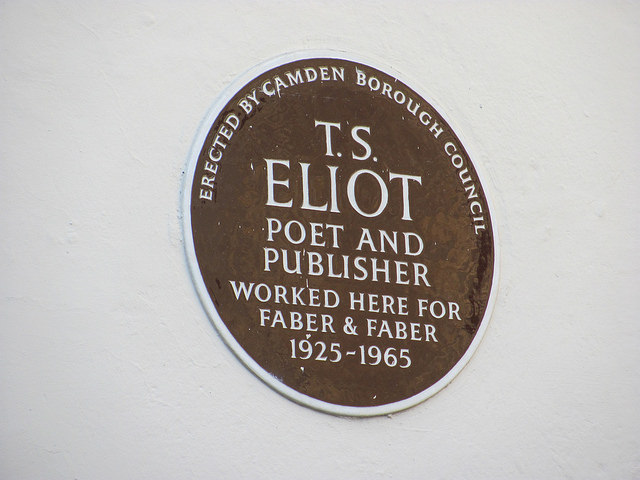 ERECTED BY CAMDEN BOROUGH COUNCIL
T.S.
ELIOT
POET AND
PUBLISHER
WORKED HERE FOR
FABER & FABER
1925-1965